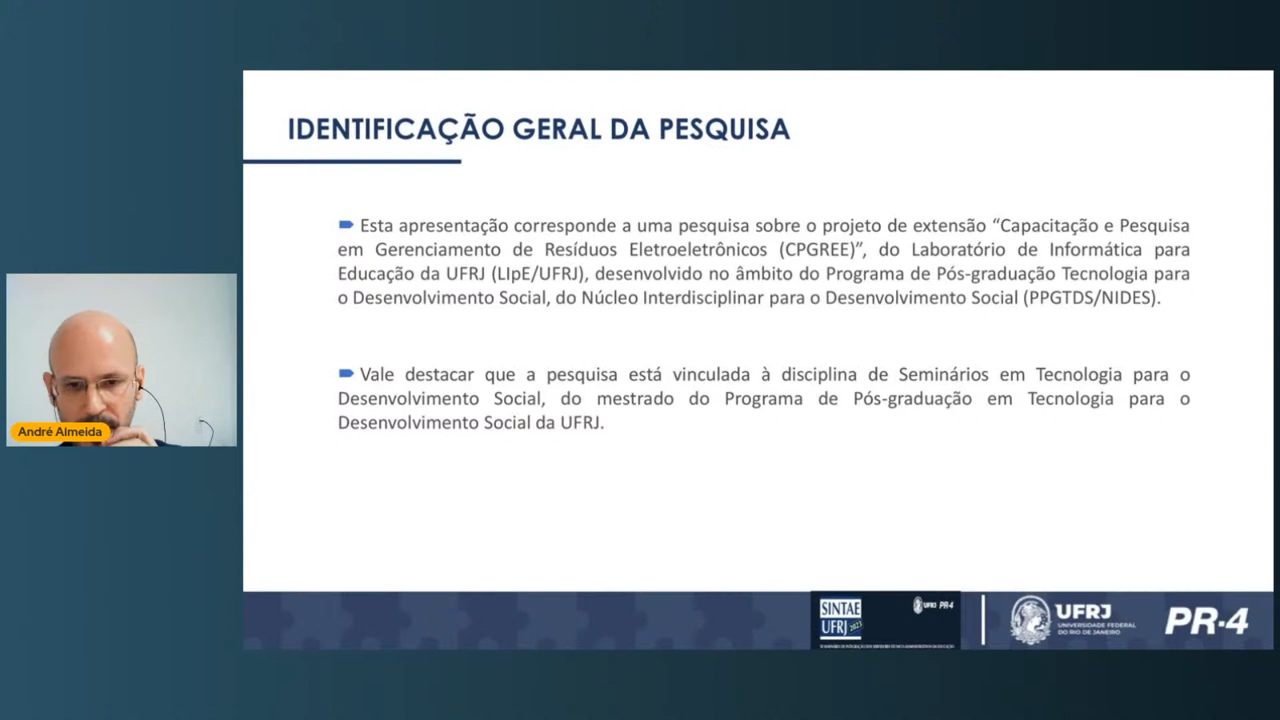 IDENTIFICAÇÃO GERAL DA PESQUISA
Esta apresentação corresponde a uma pesquisa sobre o projeto de extensão “Capacitação e Pesquisa
em Gerenciamento de Resíduos Eletroeletrônicos (CPGREE)”, do Laboratório de Informática para
Educação da UFRJ (LIpE/UFRJ), desenvolvido no âmbito do Programa de Pós-graduação Tecnologia para
o Desenvolvimento Social, do Núcleo Interdisciplinar para o Desenvolvimento Social (PPGTDS/NIDES).
Vale destacar que a pesquisa está vinculada à disciplina de Seminários em Tecnologia para o
Desenvolvimento Social, do mestrado do Programa de Pós-graduação em Tecnologia para o
Desenvolvimento Social da UFRJ.
André Almeida
SINTAE
UFRJ 2023
UFRJ PR-4
UFRJ
UNIVERSIDADE FEDERAL
DO RIO DE JANEIRO
PR-4